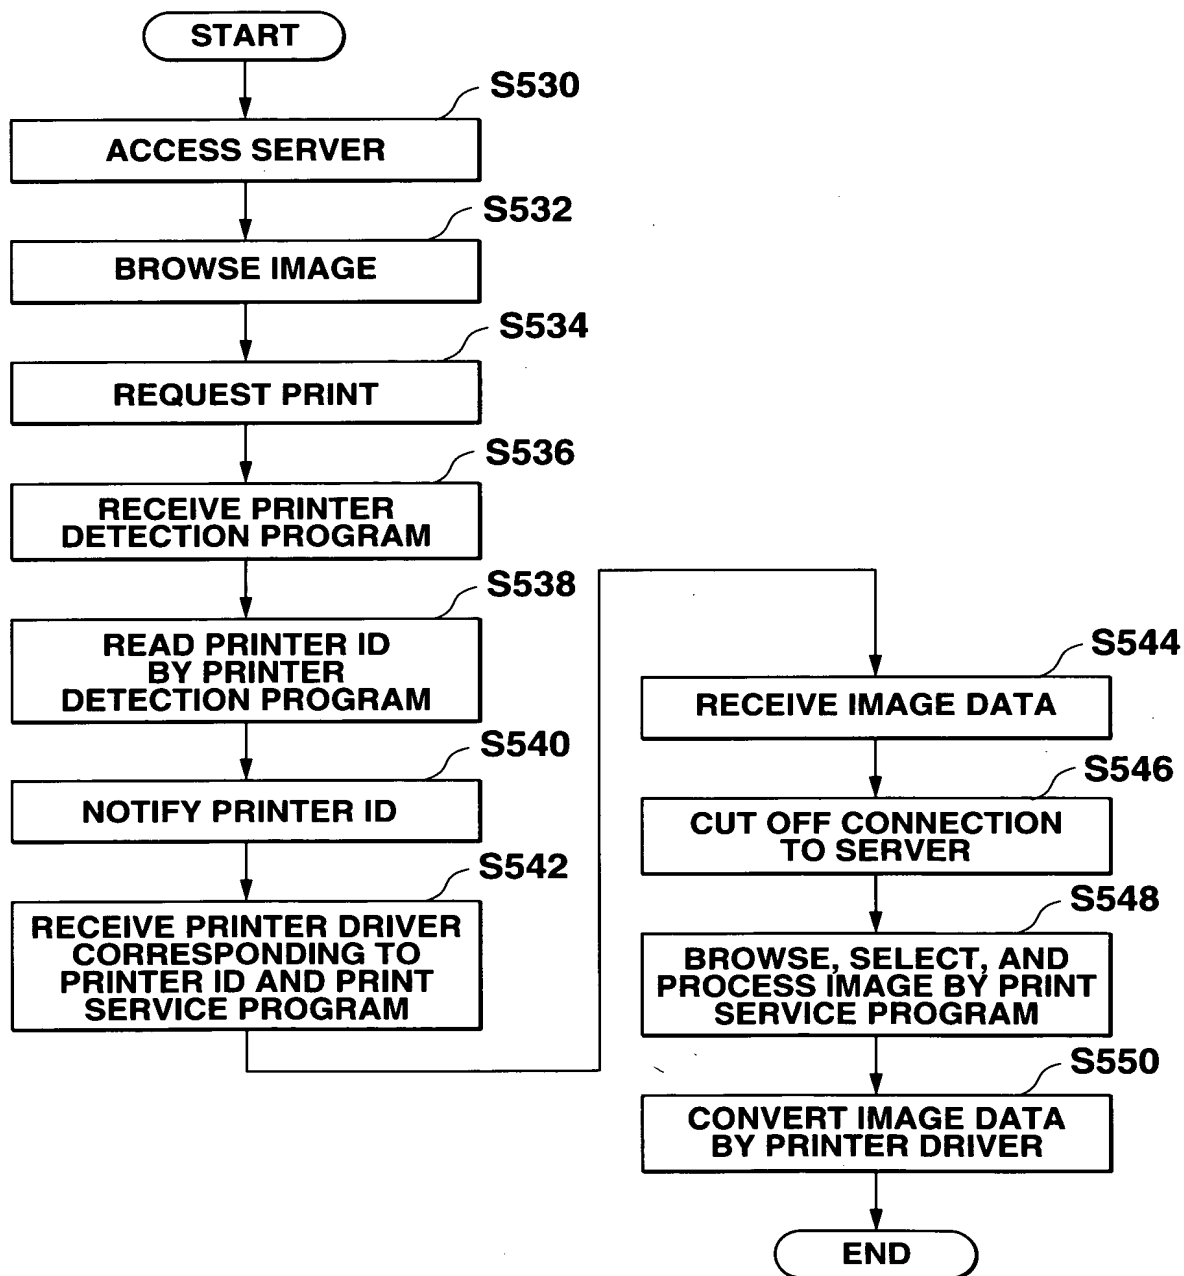 START
S530
ACCESS SERVER
S532
BROWSE IMAGE
S534
REQUEST PRINT
S536
RECEIVE PRINTER
DETECTION PROGRAM
S538
READ PRINTER ID
BY PRINTER
DETECTION PROGRAM
S540
NOTIFY PRINTER ID
S542
RECEIVE PRINTER DRIVER
CORRESPONDING TO
PRINTER ID AND PRINT
SERVICE PROGRAM
S544
RECEIVE IMAGE DATA
S546
CUT OFF CONNECTION
TO SERVER
S548
BROWSE, SELECT, AND
PROCESS IMAGE BY PRINT
SERVICE PROGRAM
S550
CONVERT IMAGE DATA
BY PRINTER DRIVER
END